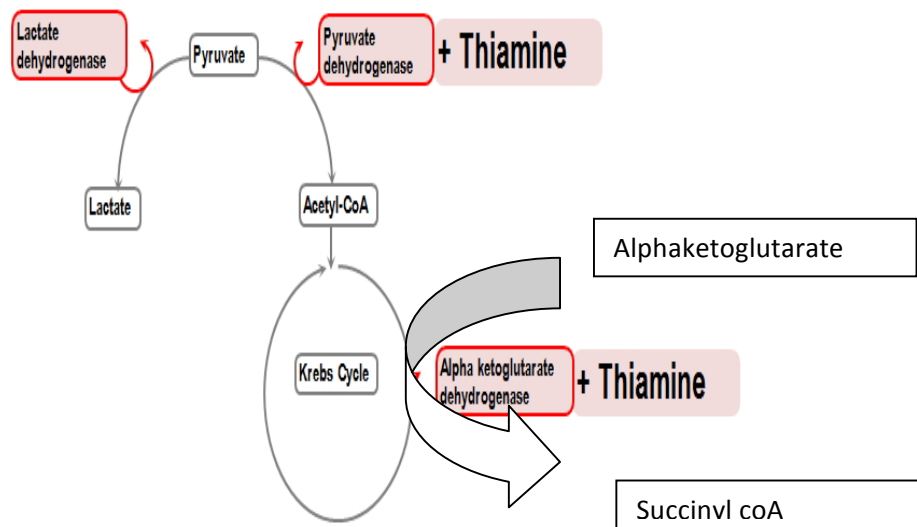 Lactate
dehydrogenase
Pyruvate
Pyruvate
dehydrogenase
+ Thiamine
Lactate
Acetyl-CoA
Alphaketoglutarate
Krebs Cycle
Alpha ketoglutarate
dehydrogenase
+ Thiamine
Succinyl coA